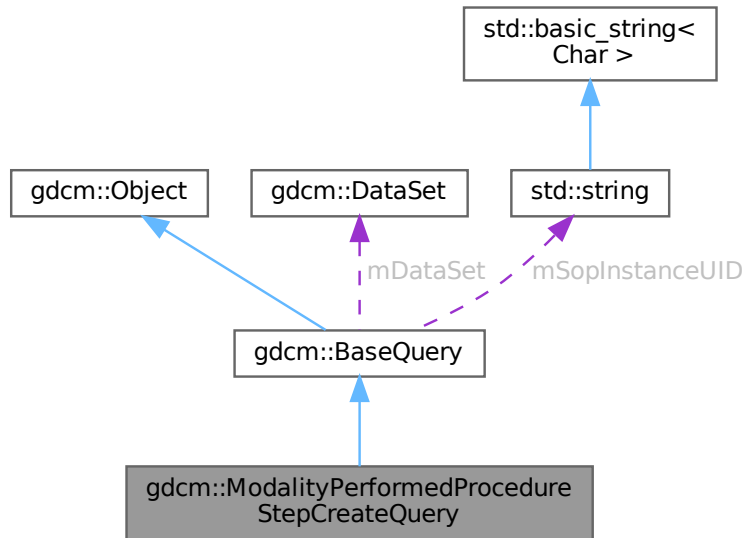 std::basic_string<
Char >
gdcm::Object
gdcm::DataSet
std::string
mDataSet
mSopInstanceUID
gdcm::BaseQuery
gdcm::ModalityPerformedProcedure
StepCreateQuery